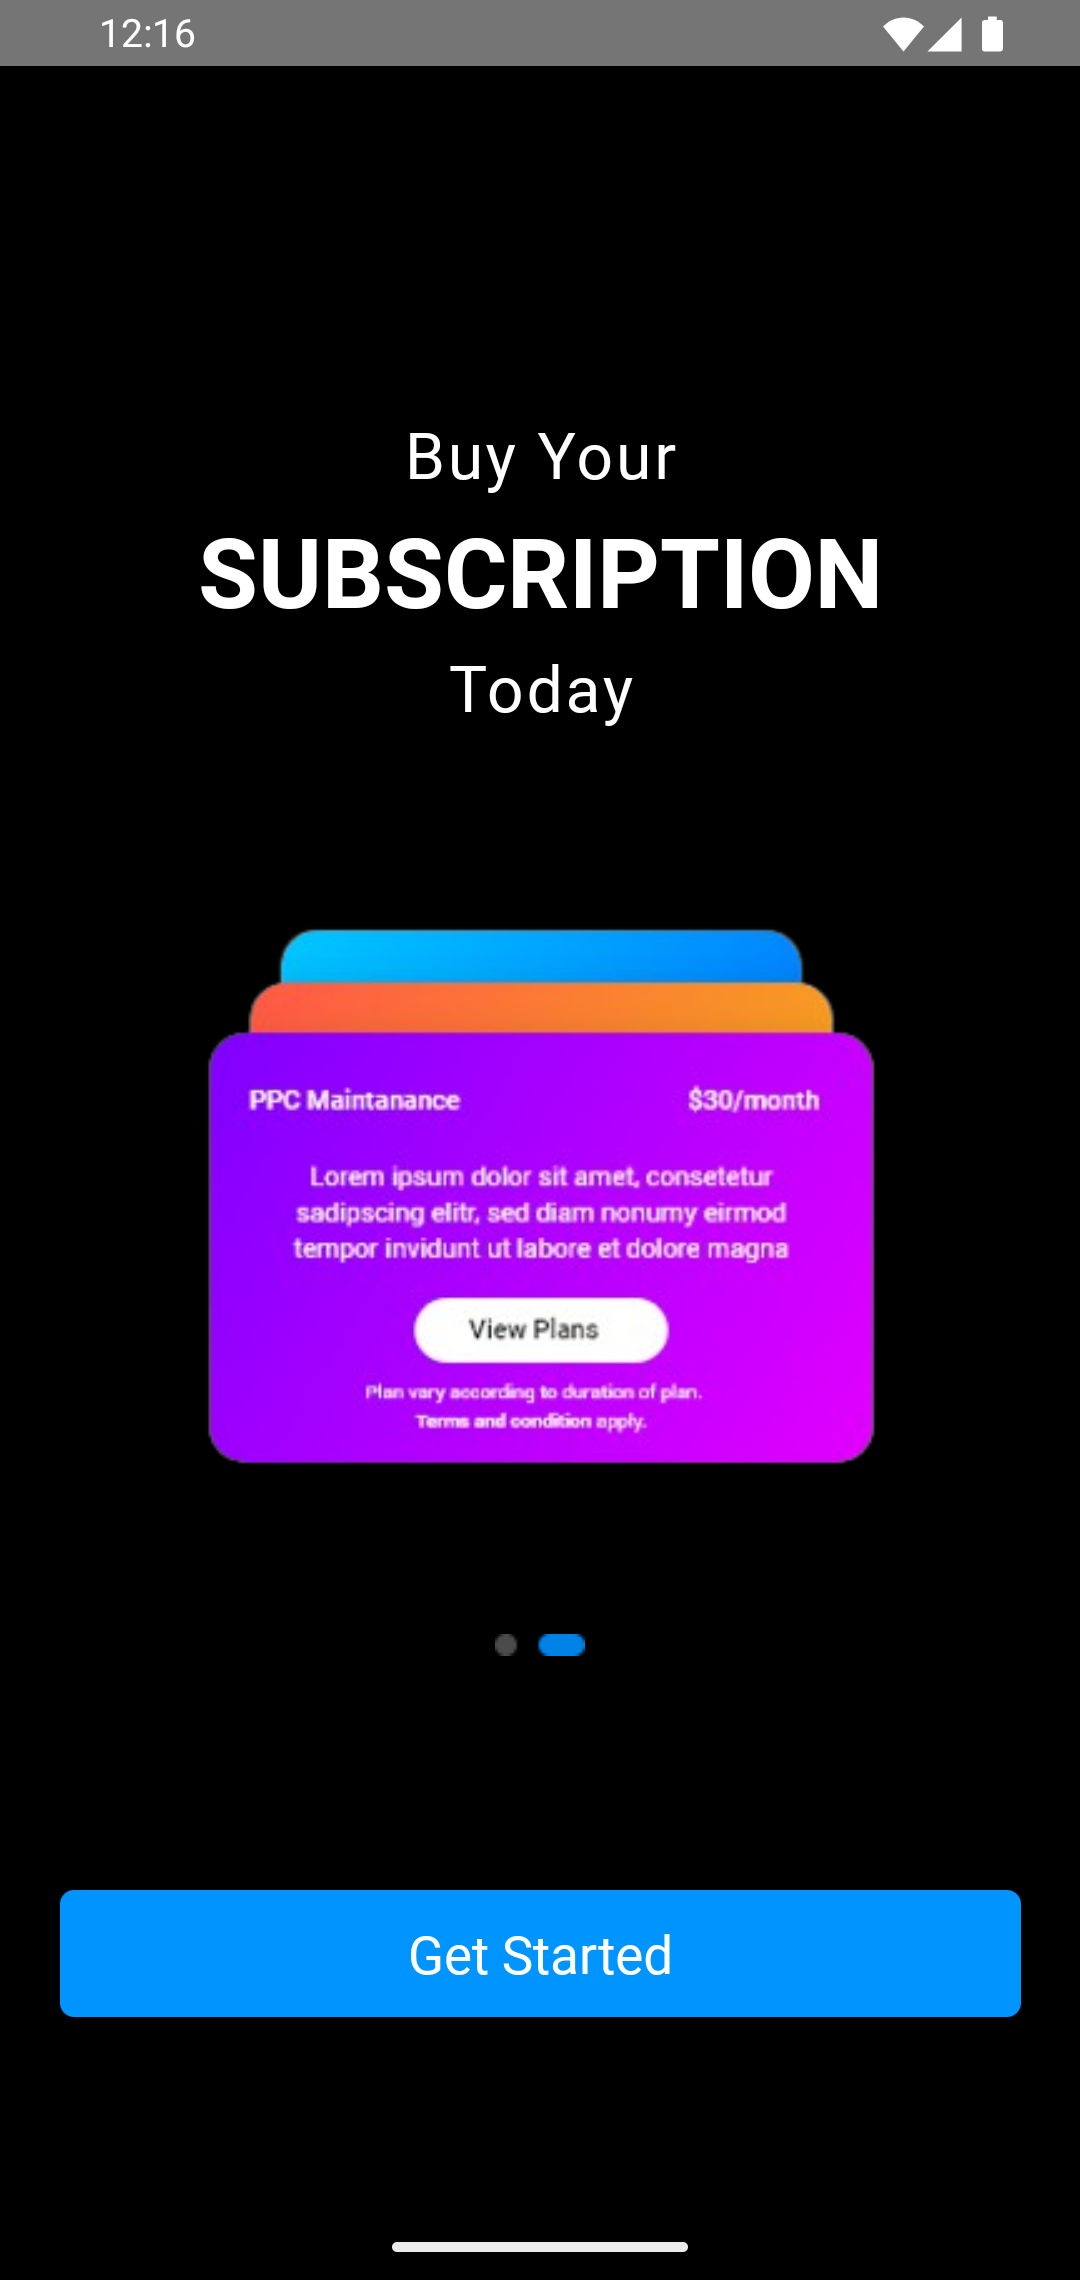 12:16
Buy Your
SUBSCRIPTION
Today
PPC Maintanance $30/month
Lorem ipsum dolor sit amet, consetetur
sadipscing elitr, sed diam nonumy eirmod
tempor invidunt ut labore et dolore magna
View Plans
Plan vary according to duration of plan.
Terms and condition apply.
Get Started